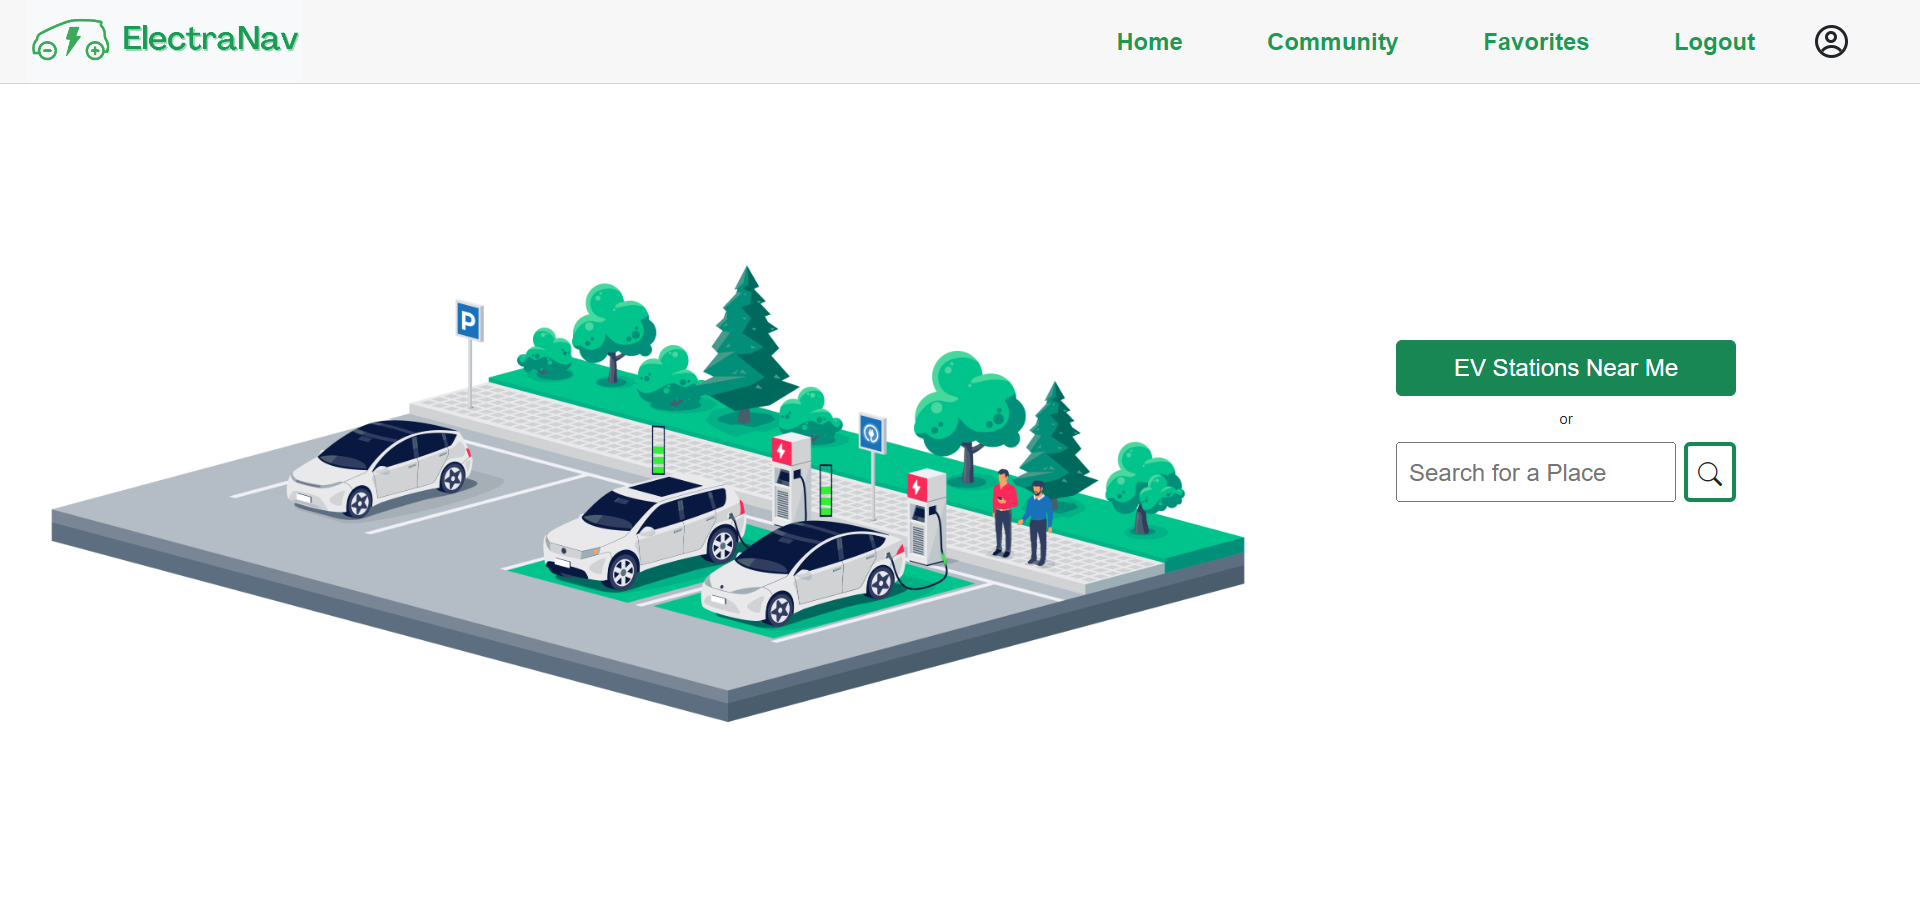 ElectraNav
Home
Community
Favorites
Logout
P
EV Stations Near Me
or
Search for a Place